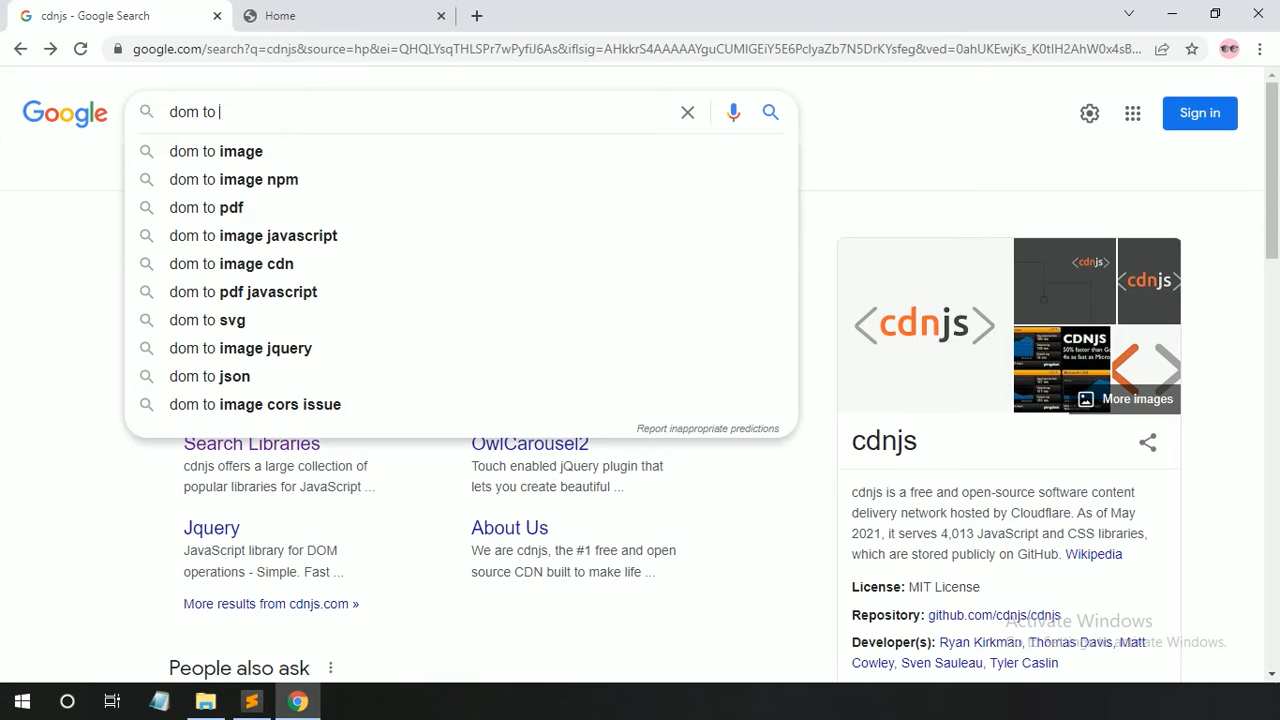 cdnjs - Google Search
Home
google.com/search?q=cdnjs&source=hp&ei=QHQLYsqTHLSPr7wPyfiJ6As&iflsig=AHkkrS4AAAAAYguCUMIGEiY5E6PclyaZb7N5DrKYsfeg&ved=0ahUKEwjKs_K0tIH2AhW0x4sB...
Google
dom to
Sign in
dom to image
dom to image npm
dom to pdf
dom to image javascript
dom to image cdn
dom to pdf javascript
dom to svg
dom to image jquery
dom to json
dom to image cors issue
Report inappropriate predictions
Search Libraries
cdnjs offers a large collection of
popular libraries for JavaScript ...
OwlCarousel2
Touch enabled jQuery plugin that
lets you create beautiful ...
Jquery
JavaScript library for DOM
operations - Simple. Fast ...
About Us
We are cdnjs, the #1 free and open
source CDN built to make life ...
More results from cdnjs.com »
People also ask
<cdnjs>
<cdnjs>
<cdnjs>
CDNJS
More images
cdnjs
cdnjs is a free and open-source software content
delivery network hosted by Cloudflare. As of May
2021, it serves 4,013 JavaScript and CSS libraries,
which are stored publicly on GitHub. Wikipedia
License: MIT License
Repository: github.com/cdnjs/cdnjs
Developer(s): Ryan Kirkman, Thomas Davis, Matt
Cowley, Sven Sauleau, Tyler Caslin
Activate Windows
Go to Settings to activate Windows.